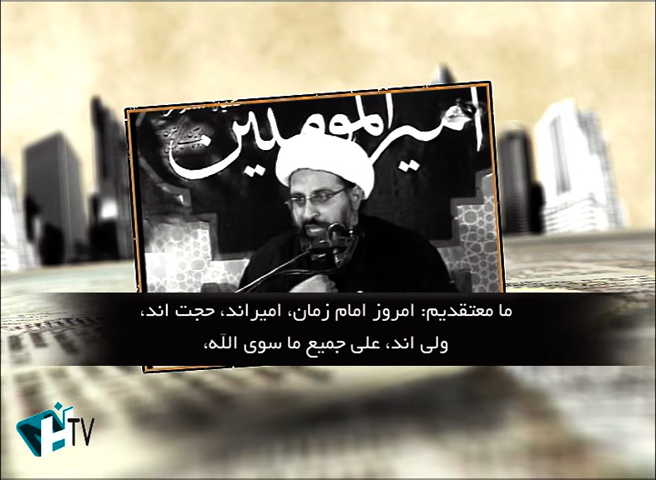 امیرالمومنین
ما معتقدیم: امروز امام زمان، امیراند، حجت اند،
ولی اند، علی جمیع ما سوی الله،
TV